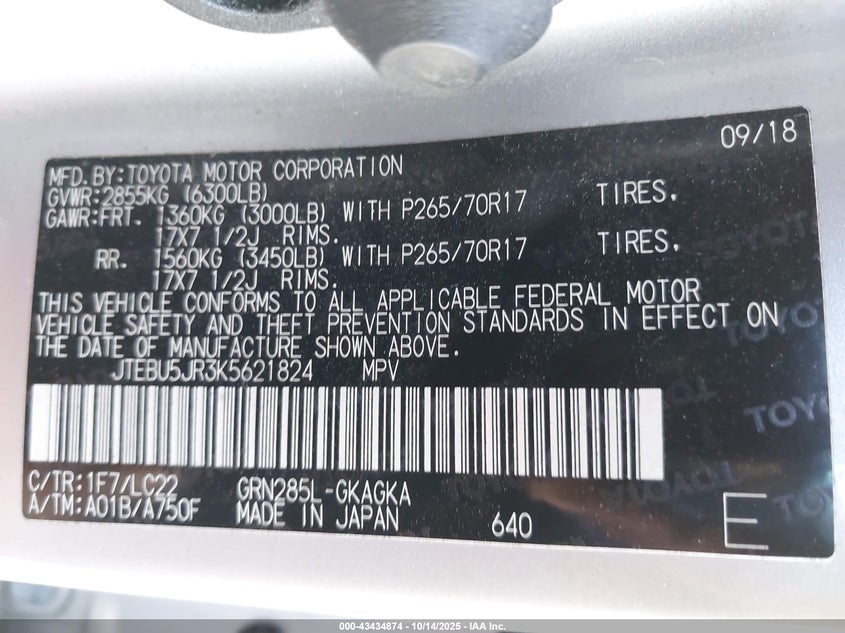 09/18
MFD.BY:TOYOTA MOTOR CORPORATION
GVWR:2855KG (6300LB)
GAWR:FRT. 1360KG (3000LB) WITH P265/70R17 TIRES.
17X7 1/2J RIMS.
RR. 1560KG (3450LB) WITH P265/70R17 TIRES.
17X7 1/2J RIMS.
THIS VEHICLE CONFORMS TO ALL APPLICABLE FEDERAL MOTOR
VEHICLE SAFETY AND THEFT PREVENTION STANDARDS IN EFFECT ON
THE DATE OF MANUFACTURE SHOWN ABOVE.
JTEBU5JR3K5621824 MPV
C/TR:1F7/LC22 GRN285L-GKAGKA
A/TM:A01B/A750F MADE IN JAPAN 640 E
TOYOTA
000-43434874 | 10/14/2025 - IAA Inc.